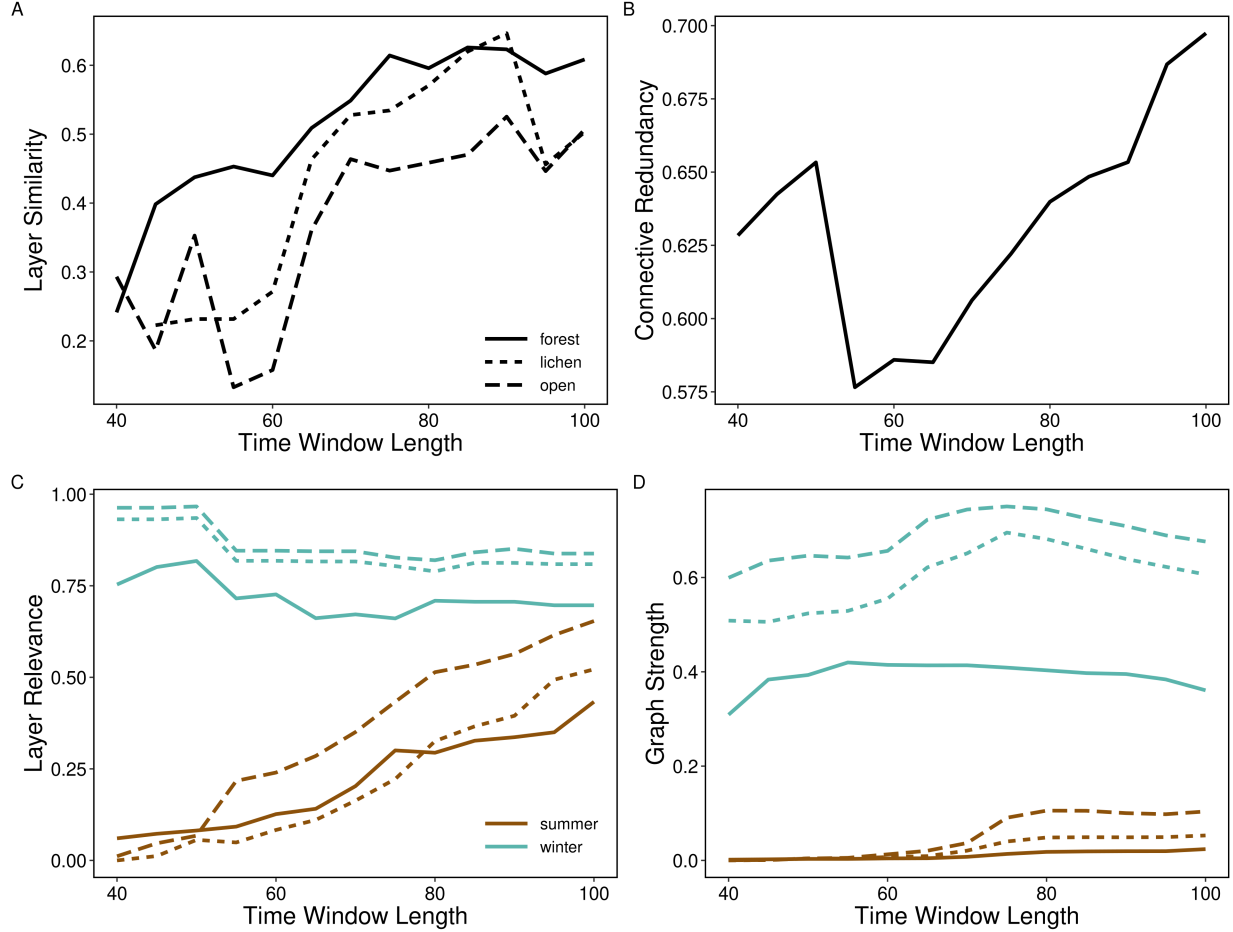 A
Layer Similarity
0.6
0.5
0.4
0.3
0.2
forest
lichen
open
40
60
80
100
Time Window Length
B
Connective Redundancy
0.700
0.675
0.650
0.625
0.600
0.575
40
60
80
100
Time Window Length
C
Layer Relevance
1.00
0.75
0.50
0.25
0.00
summer
winter
40
60
80
100
Time Window Length
D
Graph Strength
0.6
0.4
0.2
0.0
40
60
80
100
Time Window Length